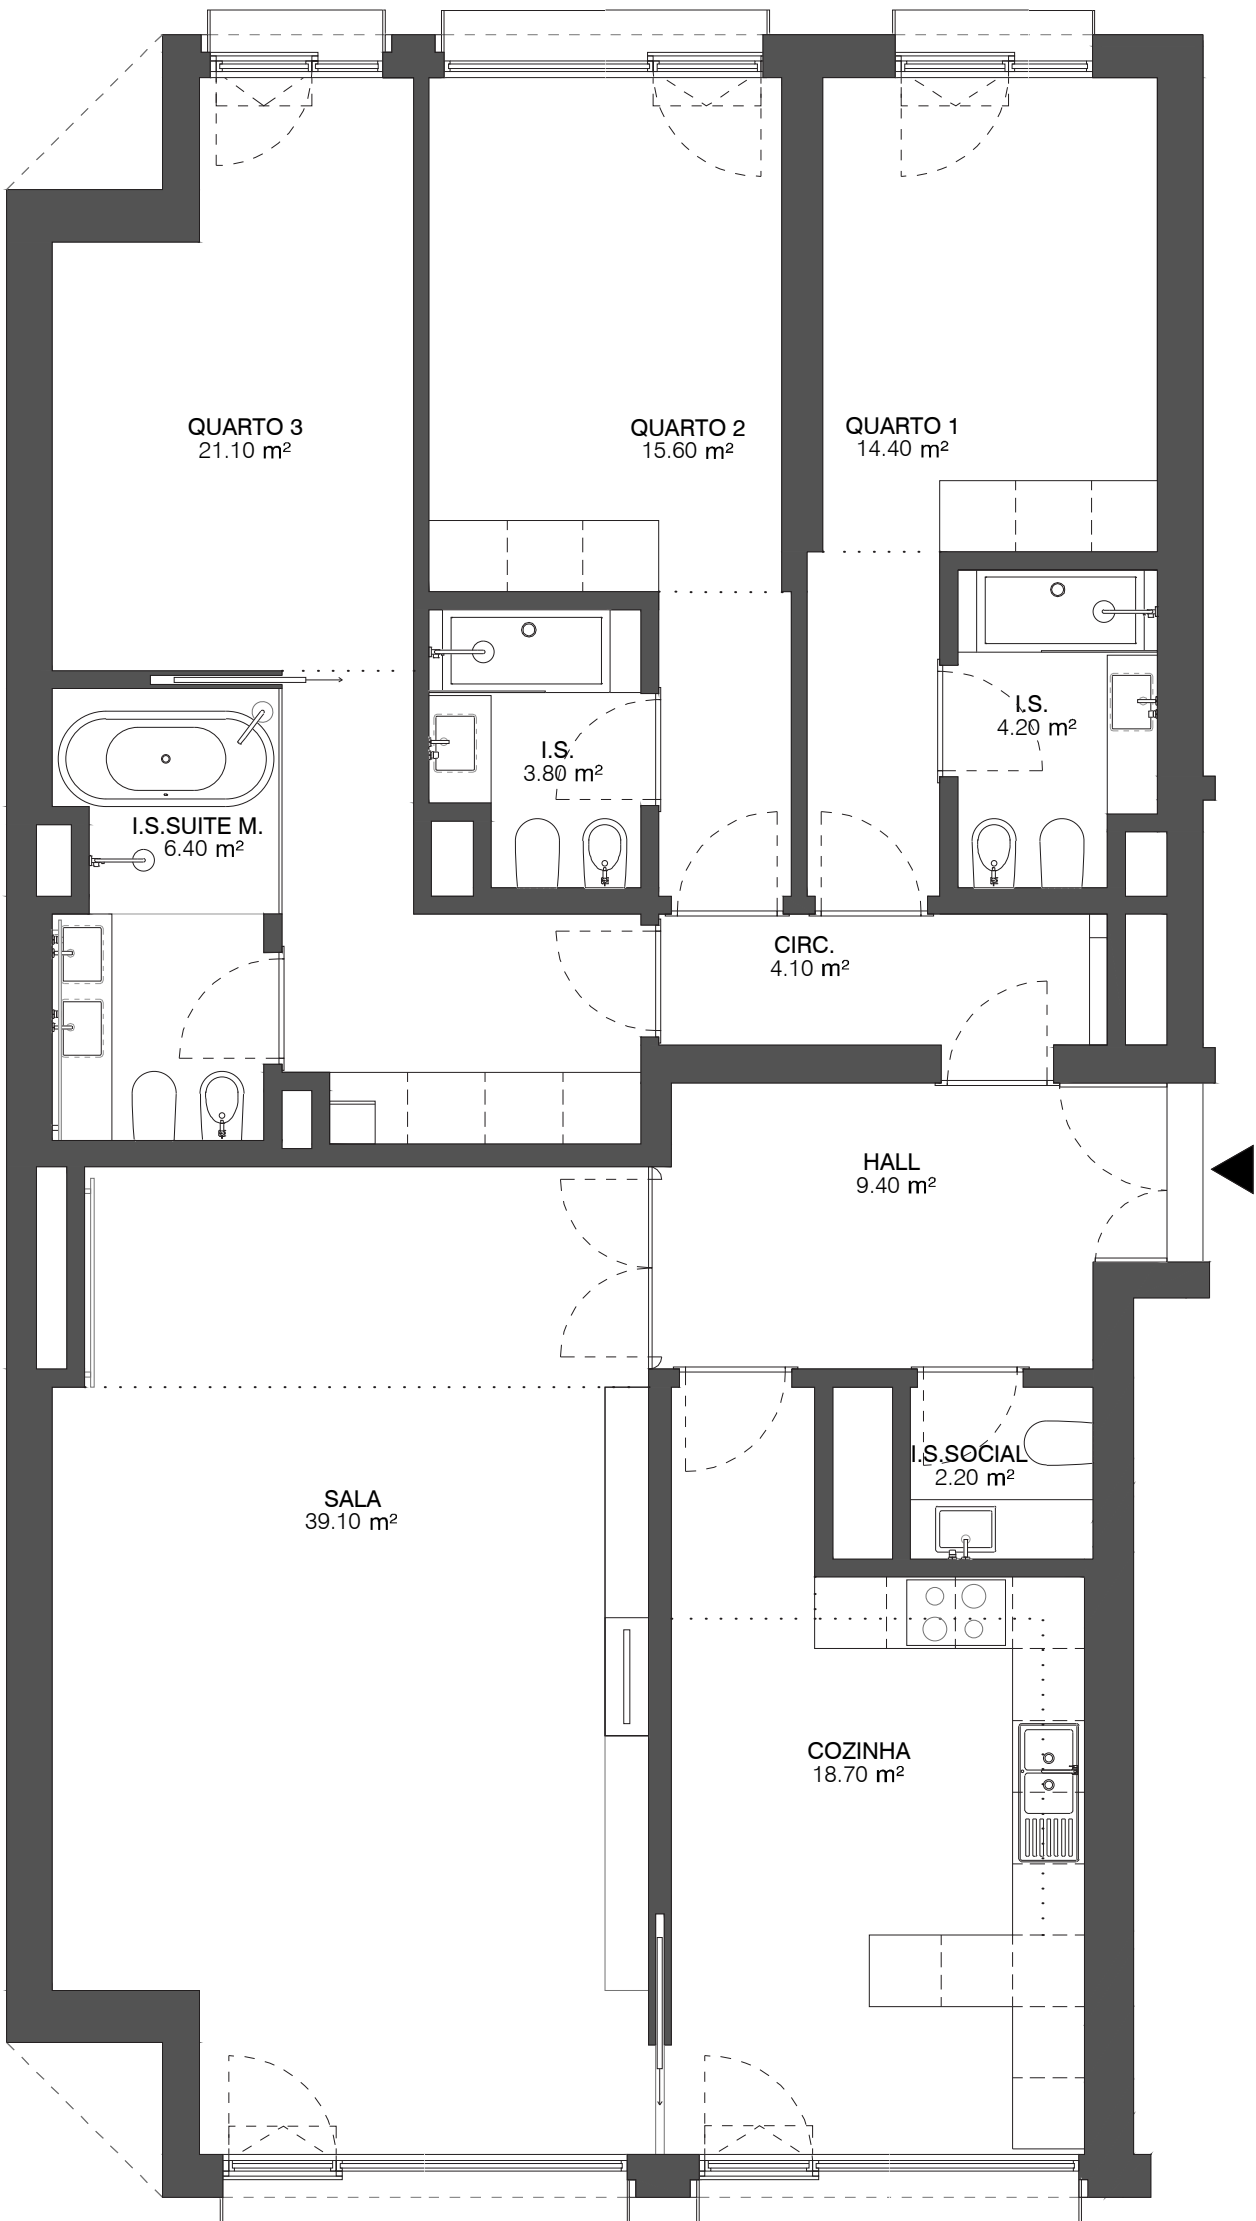 QUARTO 3
21.10 m²
QUARTO 2
15.60 m²
QUARTO 1
14.40 m²
I.S.
4.20 m²
I.S.
3.80 m²
I.S.SUITE M.
6.40 m²
CIRC.
4.10 m²
HALL
9.40 m²
I.S.SOCIAL
2.20 m²
SALA
39.10 m²
COZINHA
18.70 m²